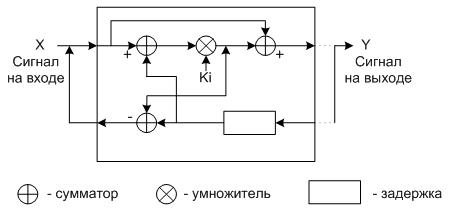 X
Сигнал
на входе
+
Ki
+
-
Y
Сигнал
на выходе
- сумматор
- умножитель
- задержка